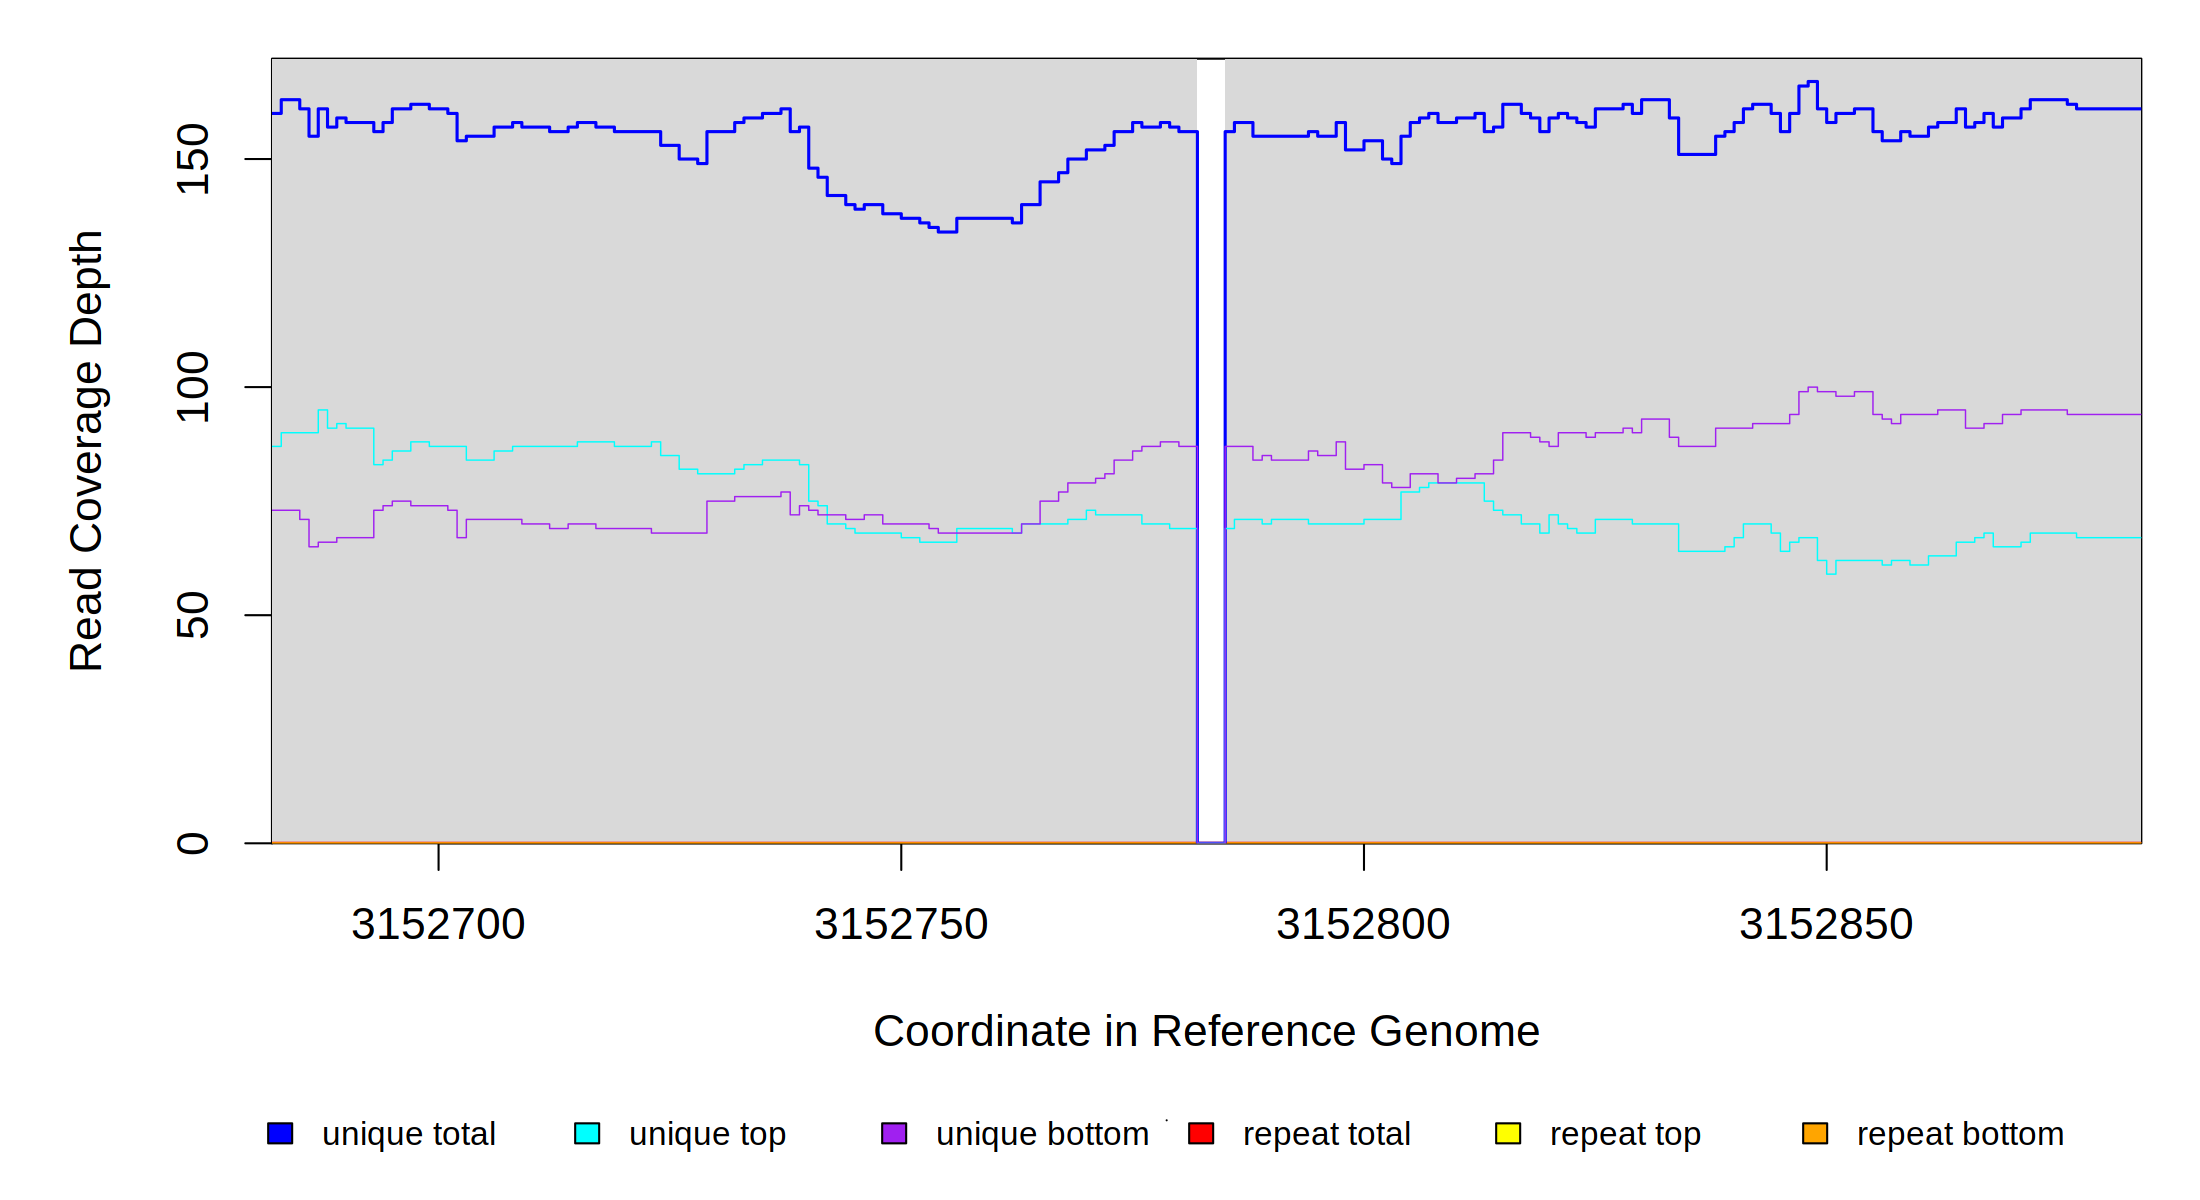 150
100
50
0
Read Coverage Depth
3152700 3152750 3152800 3152850
Coordinate in Reference Genome
unique total unique top unique bottom repeat total repeat top repeat bottom